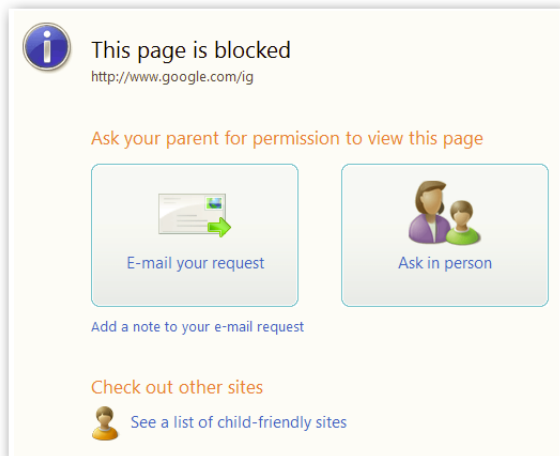 This page is blocked
http://www.google.com/ig
Ask your parent for permission to view this page
E-mail your request
Ask in person
Add a note to your e-mail request
Check out other sites
See a list of child-friendly sites